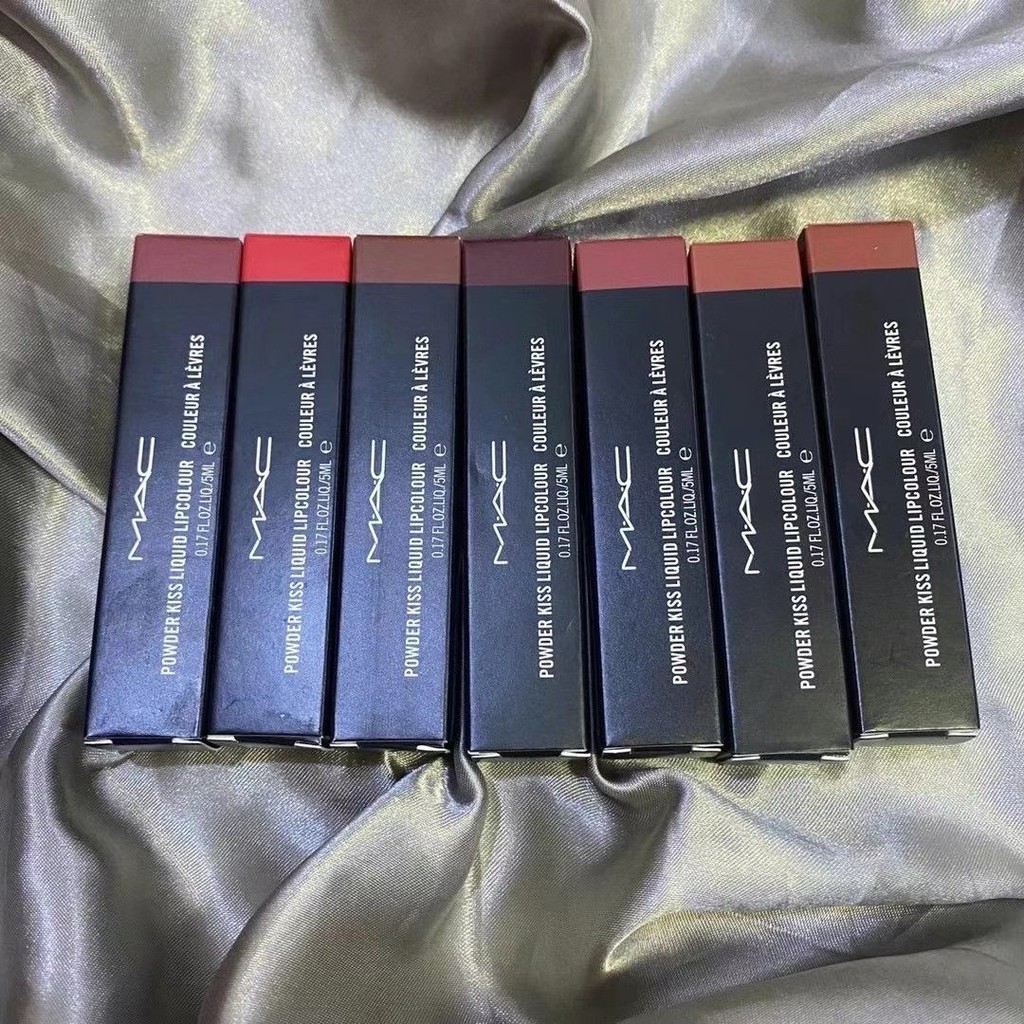 MAC
POWDER KISS LIQUID LIPCOLOUR COULEUR À LÈVRES
0.17 FL.OZ.LIQ./5ML ℮
MAC
POWDER KISS LIQUID LIPCOLOUR COULEUR À LÈVRES
0.17 FL.OZ.LIQ./5ML ℮
MAC
POWDER KISS LIQUID LIPCOLOUR COULEUR À LÈVRES
0.17 FL.OZ.LIQ./5ML ℮
MAC
POWDER KISS LIQUID LIPCOLOUR COULEUR À LÈVRES
0.17 FL.OZ.LIQ./5ML ℮
MAC
POWDER KISS LIQUID LIPCOLOUR COULEUR À LÈVRES
0.17 FL.OZ.LIQ./5ML ℮
MAC
POWDER KISS LIQUID LIPCOLOUR COULEUR À LÈVRES
0.17 FL.OZ.LIQ./5ML ℮
MAC
POWDER KISS LIQUID LIPCOLOUR COULEUR À LÈVRES
0.17 FL.OZ.LIQ./5ML ℮